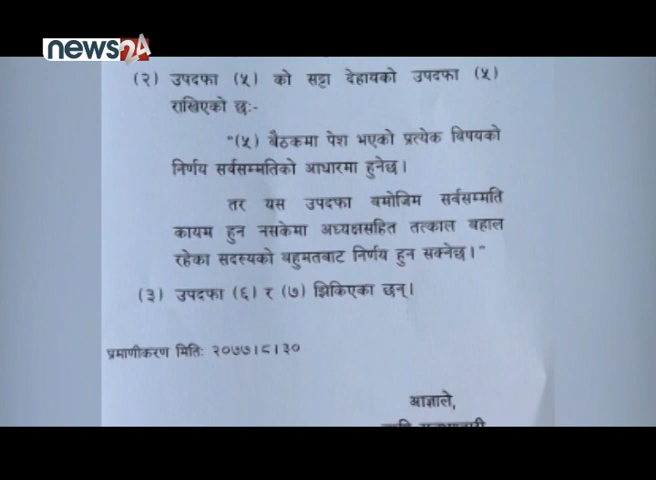 news24
(२) उपदफा (५) को सट्टा देहायको उपदफा (५)
राखिएको छः-
"(५) बैठकमा पेश भएको प्रत्येक विषयको
निर्णय सर्वसम्मतिको आधारमा हुनेछ।
तर यस उपदफा बमोजिम सर्वसम्मति
कायम हुन नसकेमा अध्यक्षसहित तत्काल बहाल
रहेका सदस्यको बहुमतबाट निर्णय हुन सक्नेछ।"
(३) उपदफा (६) र (७) झिकिएका छन्।
प्रमाणीकरण मितिः २०७७।८।३०
आज्ञाले,